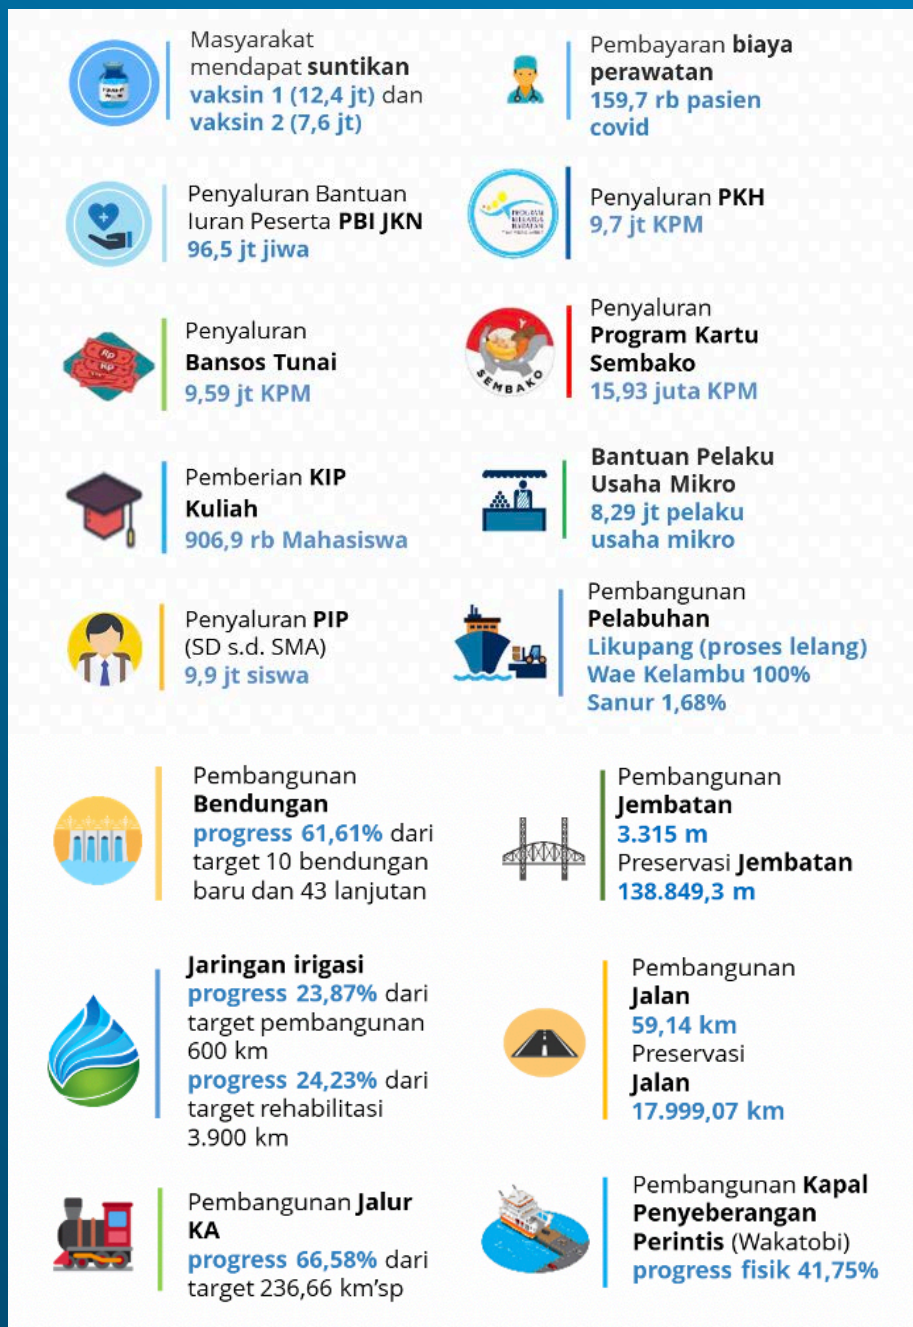 Masyarakat
mendapat suntikan
vaksin 1 (12,4 jt) dan
vaksin 2 (7,6 jt)
Pembayaran biaya
perawatan
159,7 rb pasien
covid
Penyaluran Bantuan
Iuran Peserta PBI JKN
96,5 jt jiwa
PROGRAM
KELUARGA
HARAPAN
Penyaluran PKH
9,7 jt KPM
Rp
Rp
Penyaluran
Bansos Tunai
9,59 jt KPM
SEMBAKO
Penyaluran
Program Kartu
Sembako
15,93 juta KPM
Pemberian KIP
Kuliah
906,9 rb Mahasiswa
Bantuan Pelaku
Usaha Mikro
8,29 jt pelaku
usaha mikro
Penyaluran PIP
(SD s.d. SMA)
9,9 jt siswa
Pembangunan
Pelabuhan
Likupang (proses lelang)
Wae Kelambu 100%
Sanur 1,68%
Pembangunan
Bendungan
progress 61,61% dari
target 10 bendungan
baru dan 43 lanjutan
Pembangunan
Jembatan
3.315 m
Preservasi Jembatan
138.849,3 m
Jaringan irigasi
progress 23,87% dari
target pembangunan
600 km
progress 24,23% dari
target rehabilitasi
3.900 km
Pembangunan
Jalan
59,14 km
Preservasi
Jalan
17.999,07 km
Pembangunan Jalur
KA
progress 66,58% dari
target 236,66 km'sp
Pembangunan Kapal
Penyeberangan
Perintis (Wakatobi)
progress fisik 41,75%